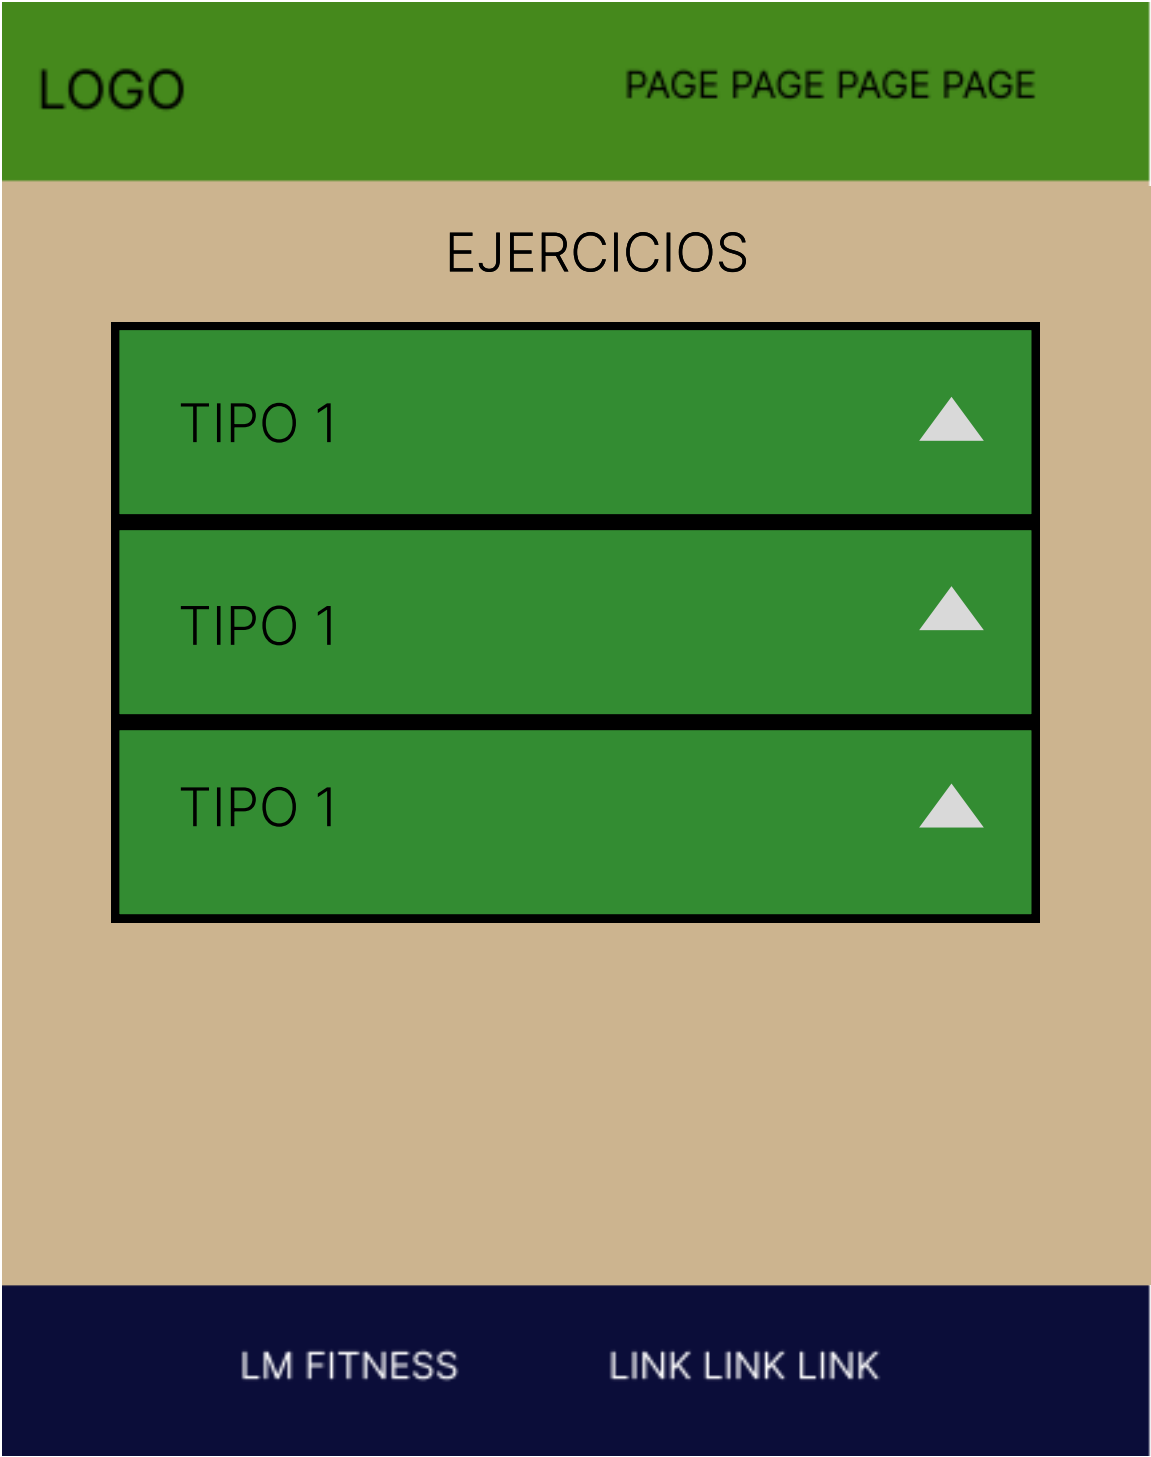 LOGO
PAGE PAGE PAGE PAGE
EJERCICIOS
TIPO 1
TIPO 1
TIPO 1
LM FITNESS
LINK LINK LINK